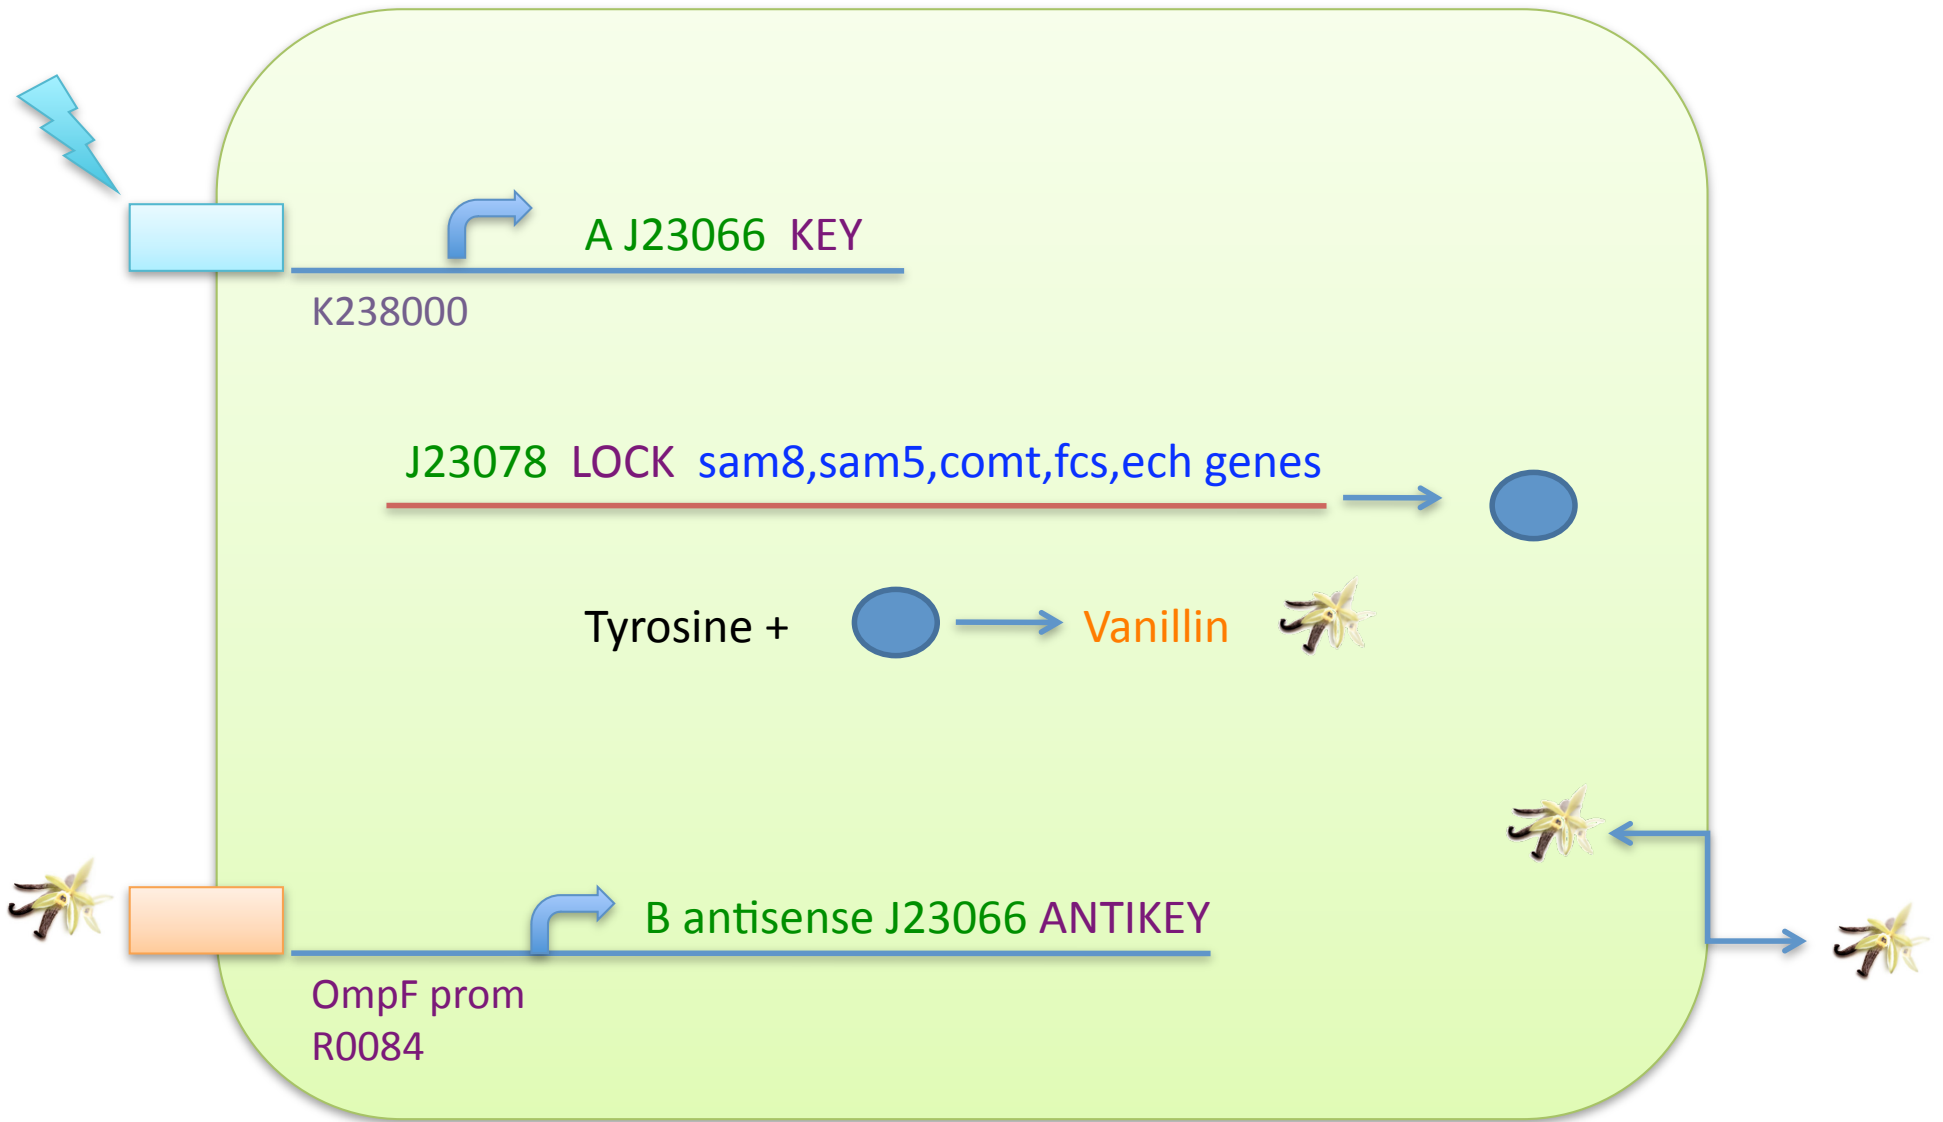 A J23066 KEY
K238000
J23078 LOCK sam8,sam5,comt,fcs,ech genes
Tyrosine + Vanillin
B antisense J23066 ANTIKEY
OmpF prom
R0084